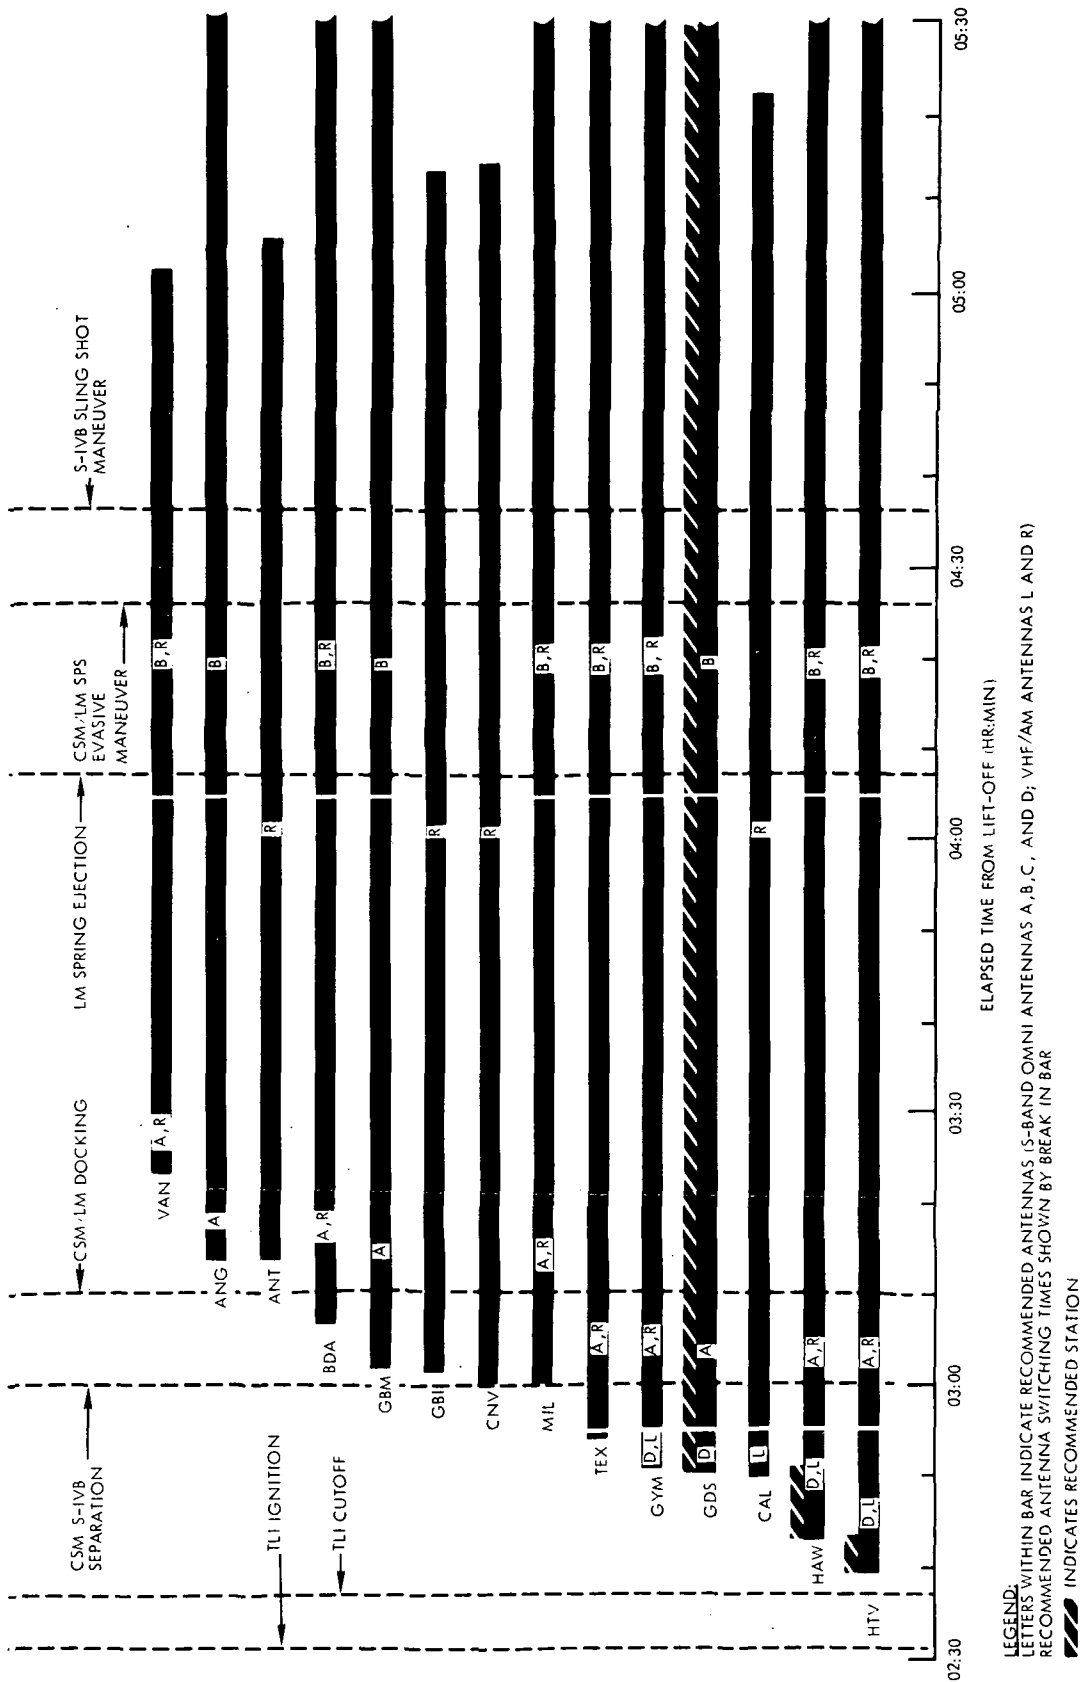 CSM S-IVB
SEPARATION
TLI IGNITION
TLI CUTOFF
CSM/LM DOCKING
LM SPRING EJECTION
CSM/LM SPS
EVASIVE
MANEUVER
S-IVB SLING SHOT
MANEUVER
VAN A,R B,R
ANG A B
ANT R
BDA A,R B,R
GBM A B
GBI R
CNV R
MIL A,R B,R
TEX A,R B,R
GYM D,L A,R B,R
GDS D A B
CAL L R
HAW D,L A,R B,R
HTV D,L A,R B,R
02:30 03:00 03:30 04:00 04:30 05:00 05:30
ELAPSED TIME FROM LIFT-OFF (HR:MIN)
LEGEND:
LETTERS WITHIN BAR INDICATE RECOMMENDED ANTENNAS (S-BAND OMNI ANTENNAS A,B,C, AND D; VHF/AM ANTENNAS L AND R)
RECOMMENDED ANTENNA SWITCHING TIMES SHOWN BY BREAK IN BAR
INDICATES RECOMMENDED STATION